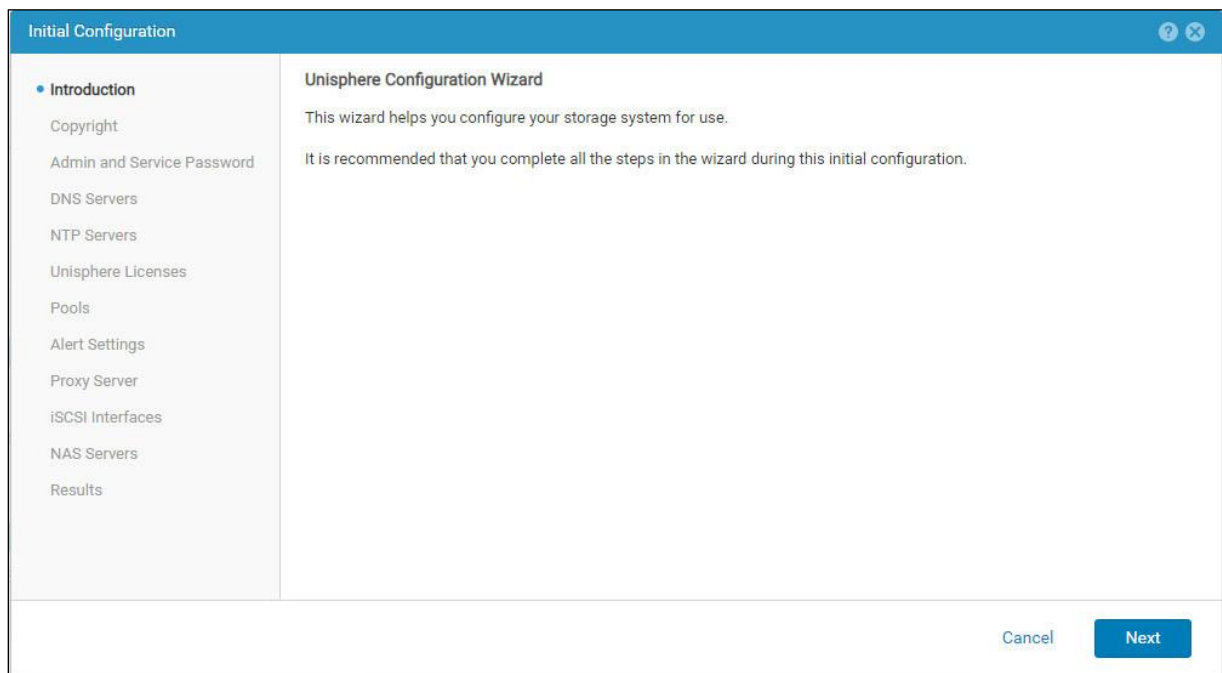 Initial Configuration
Introduction
Copyright
Admin and Service Password
DNS Servers
NTP Servers
Unisphere Licenses
Pools
Alert Settings
Proxy Server
iSCSI Interfaces
NAS Servers
Results
Unisphere Configuration Wizard
This wizard helps you configure your storage system for use.
It is recommended that you complete all the steps in the wizard during this initial configuration.
Cancel
Next